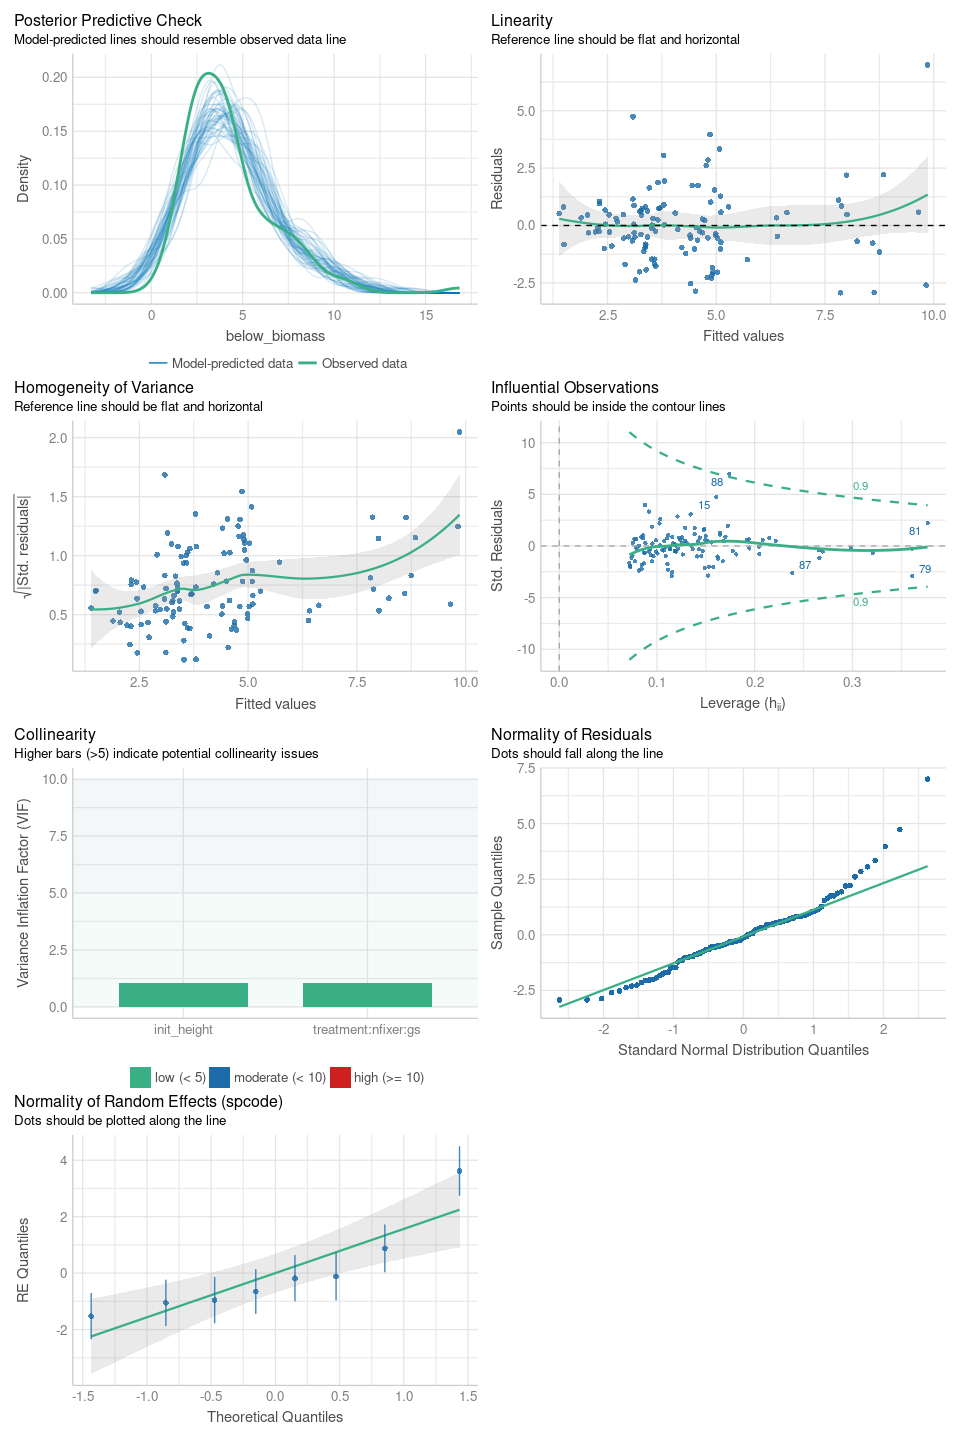 Posterior Predictive Check
Model-predicted lines should resemble observed data line
0.20
0.15
0.10
0.05
0.00
Density
0
5
10
15
below_biomass
Model-predicted data
Observed data
Linearity
Reference line should be flat and horizontal
5.0
2.5
0.0
-2.5
Residuals
2.5
5.0
7.5
10.0
Fitted values
Homogeneity of Variance
Reference line should be flat and horizontal
2.0
1.5
1.0
0.5
√|Std. residuals|
2.5
5.0
7.5
10.0
Fitted values
Influential Observations
Points should be inside the contour lines
10
5
0
-5
-10
Std. Residuals
88
15
0.9
81
87
79
0.9
0.0
0.1
0.2
0.3
Leverage (hii)
Collinearity
Higher bars (>5) indicate potential collinearity issues
10.0
7.5
5.0
2.5
0.0
Variance Inflation Factor (VIF)
init_height
treatment:nfixer:gs
low (< 5)
moderate (< 10)
high (>= 10)
Normality of Residuals
Dots should fall along the line
7.5
5.0
2.5
0.0
-2.5
Sample Quantiles
-2
-1
0
1
2
Standard Normal Distribution Quantiles
Normality of Random Effects (spcode)
Dots should be plotted along the line
4
2
0
-2
RE Quantiles
-1.5
-1.0
-0.5
0.0
0.5
1.0
1.5
Theoretical Quantiles